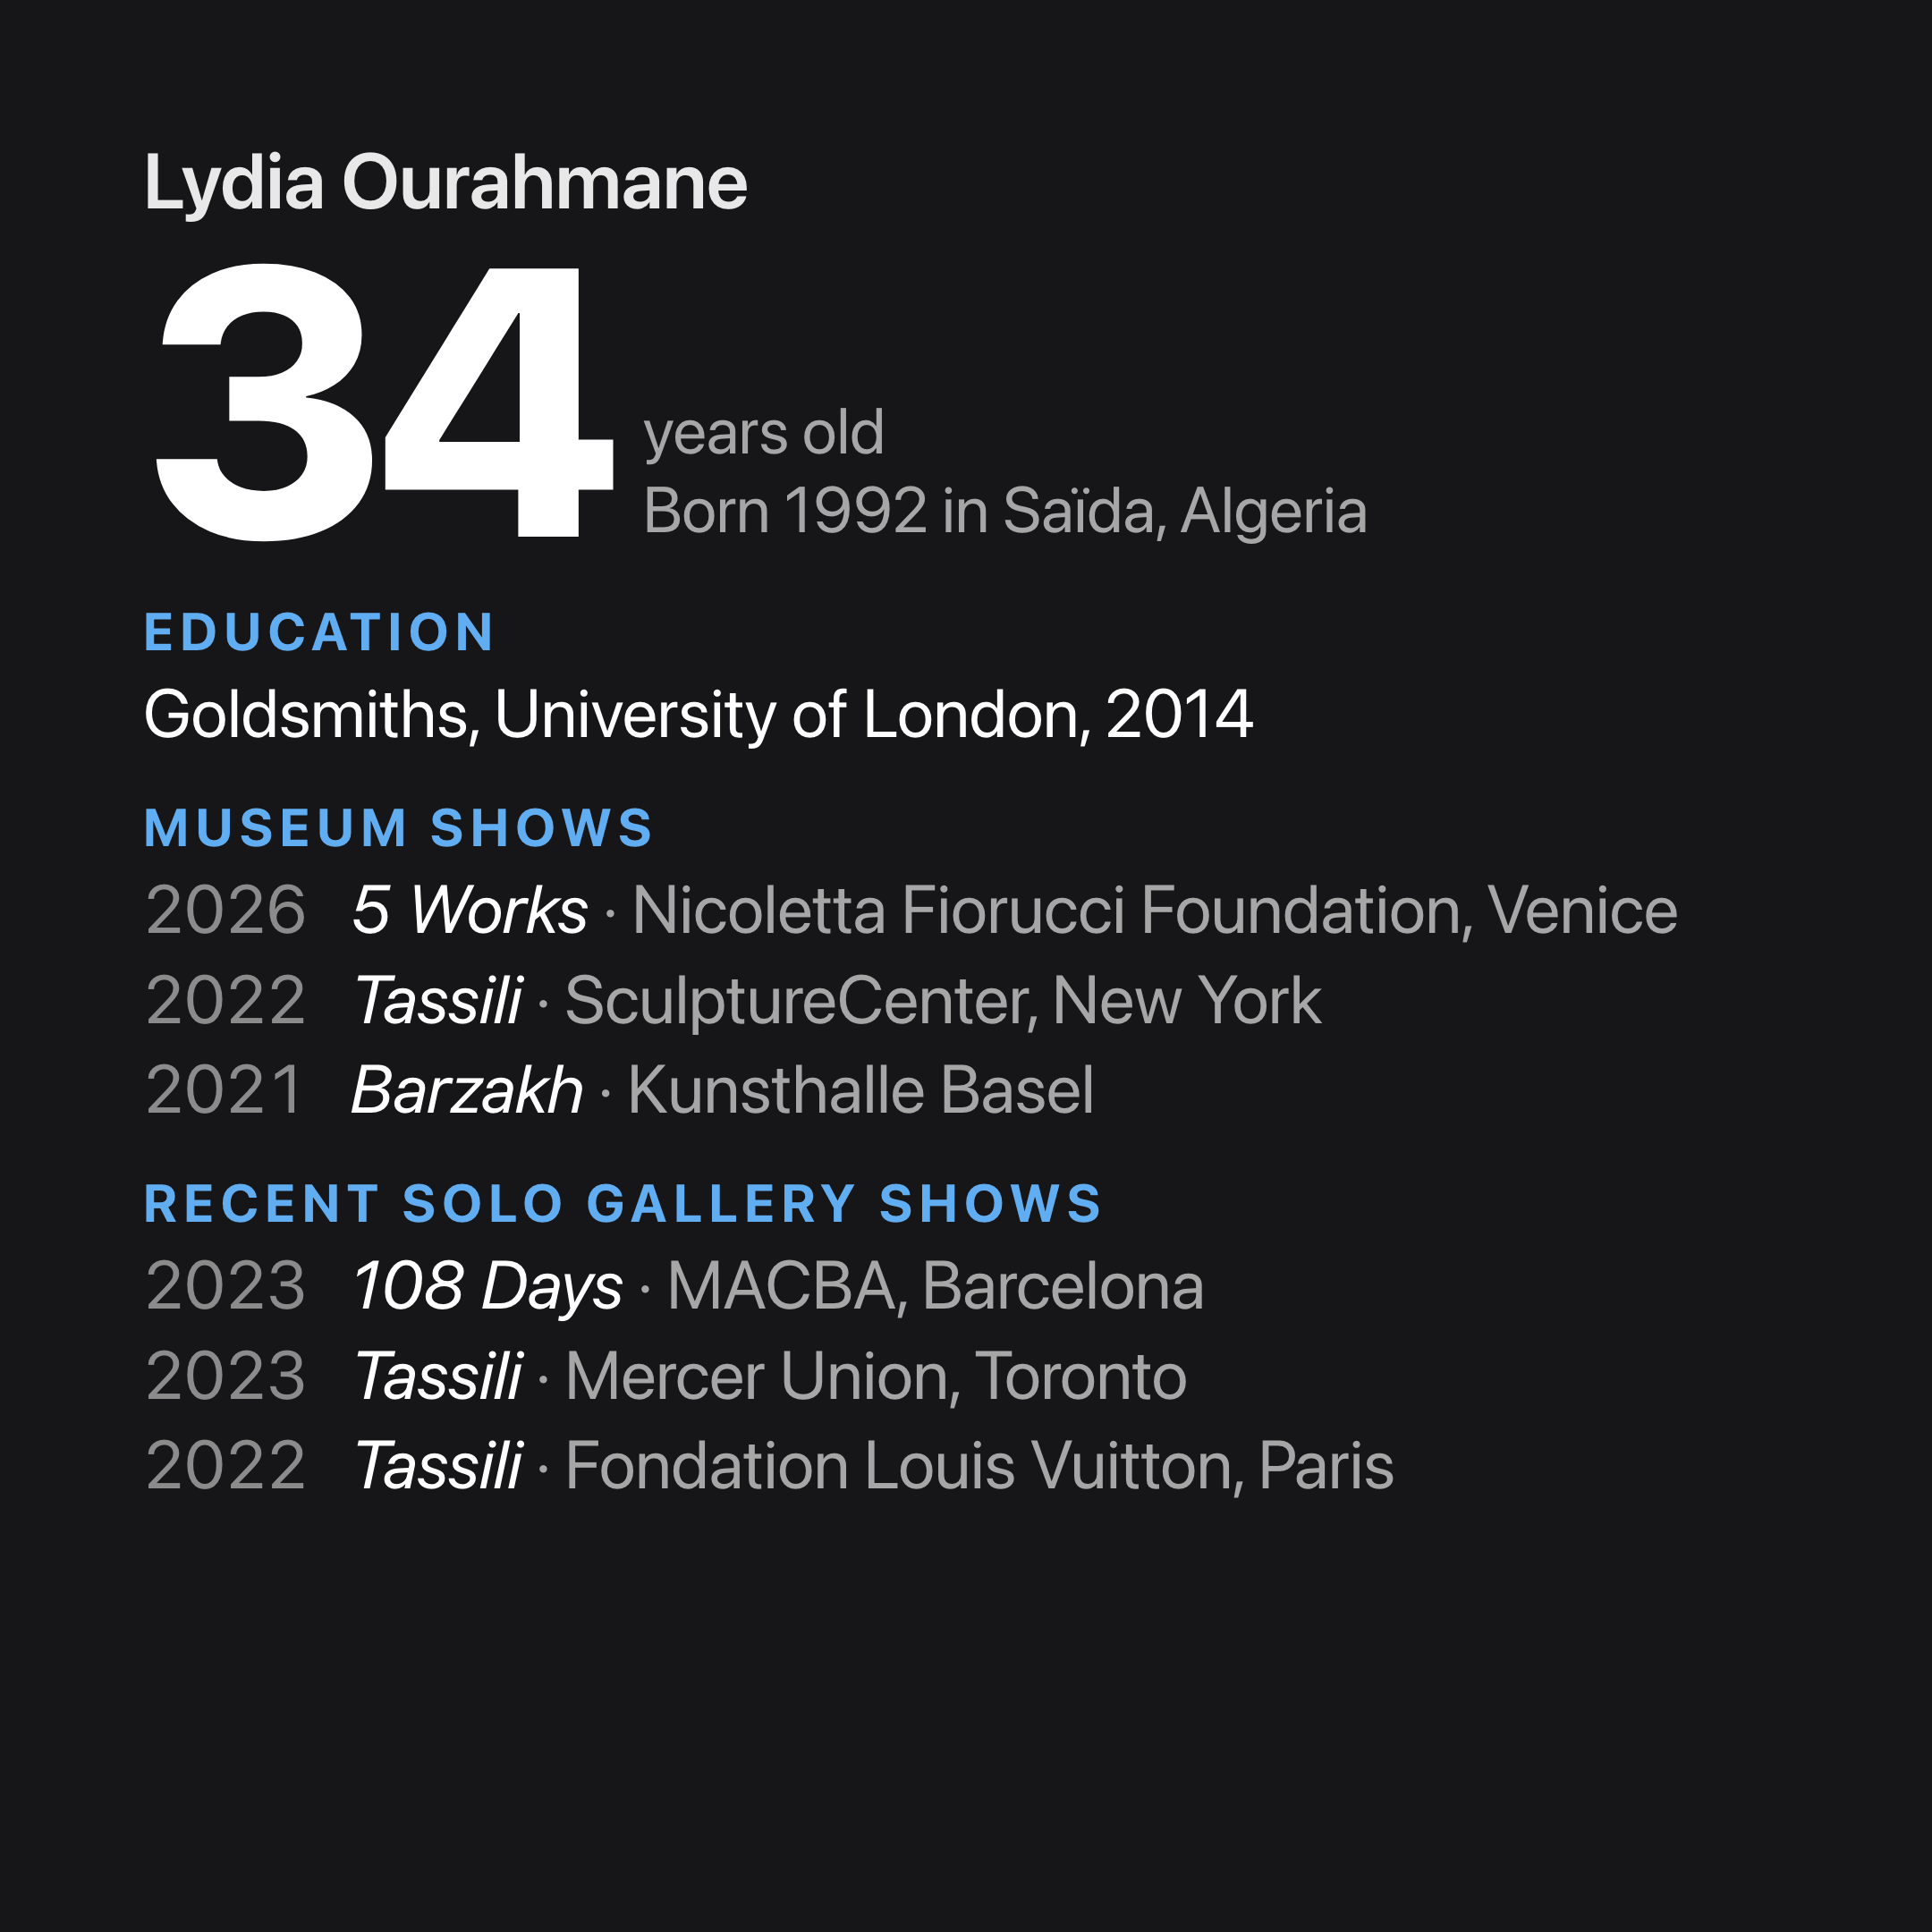 Lydia Ourahmane
34 years old
Born 1992 in Saïda, Algeria
EDUCATION
Goldsmiths, University of London, 2014
MUSEUM SHOWS
2026 5 Works · Nicoletta Fiorucci Foundation, Venice
2022 Tassili · SculptureCenter, New York
2021 Barzakh · Kunsthalle Basel
RECENT SOLO GALLERY SHOWS
2023 108 Days · MACBA, Barcelona
2023 Tassili · Mercer Union, Toronto
2022 Tassili · Fondation Louis Vuitton, Paris